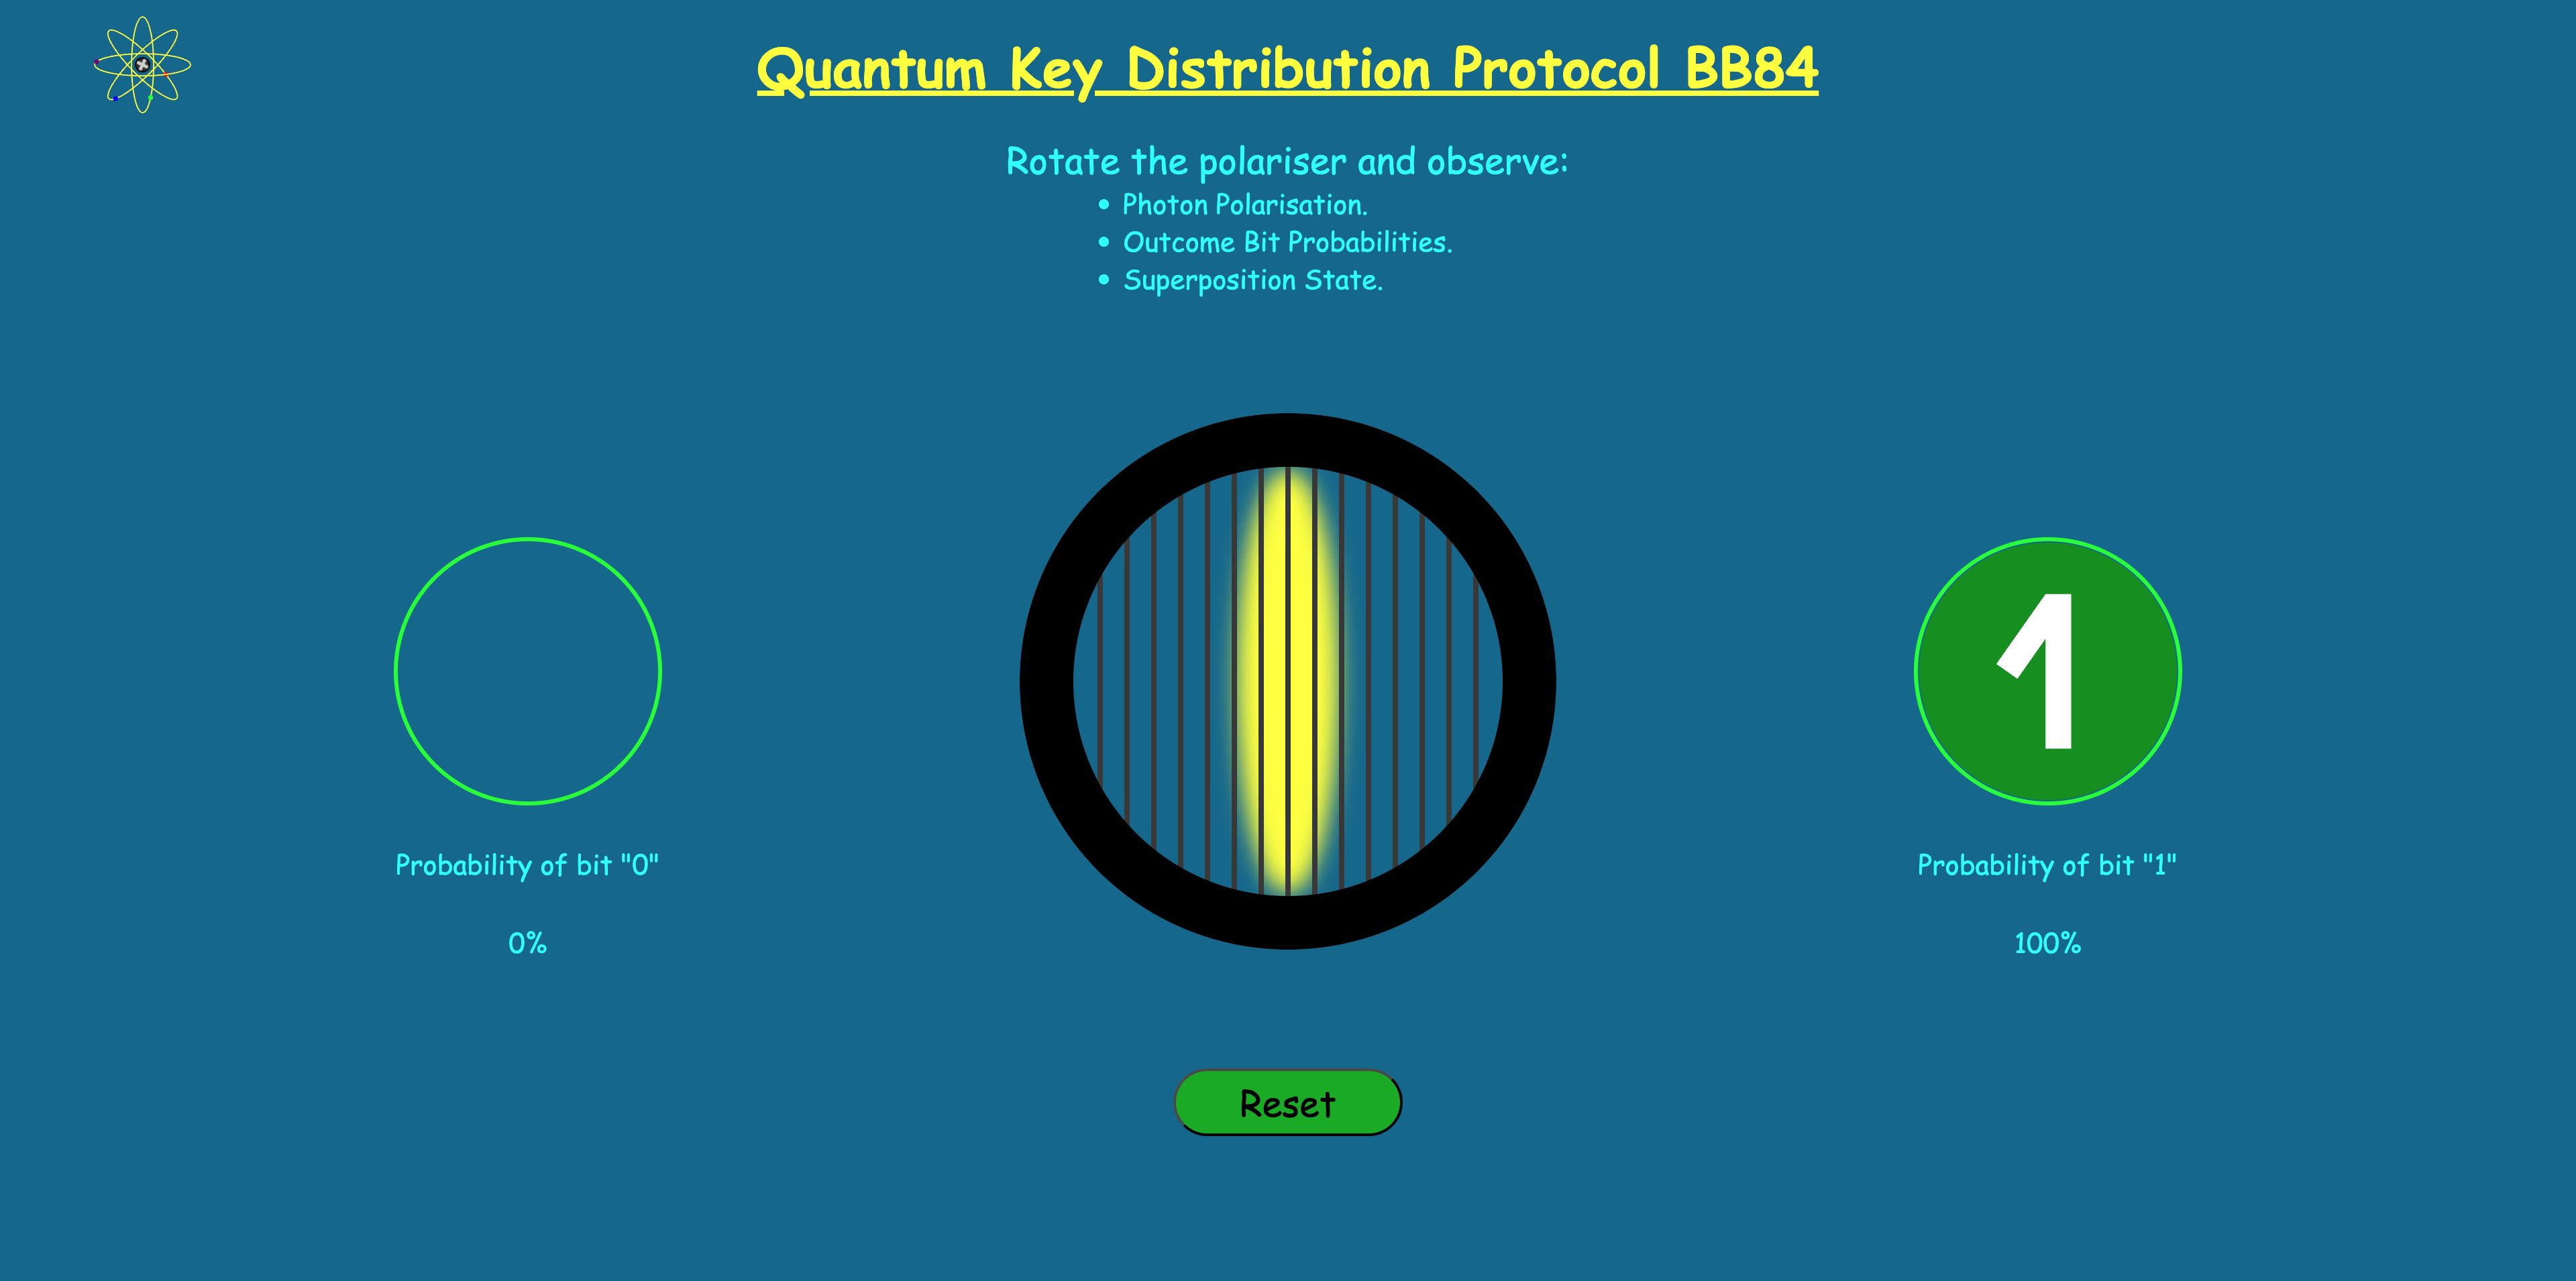 Quantum Key Distribution Protocol BB84
Rotate the polariser and observe:
• Photon Polarisation.
• Outcome Bit Probabilities.
• Superposition State.
1
Probability of bit "0"
Probability of bit "1"
0%
100%
Reset